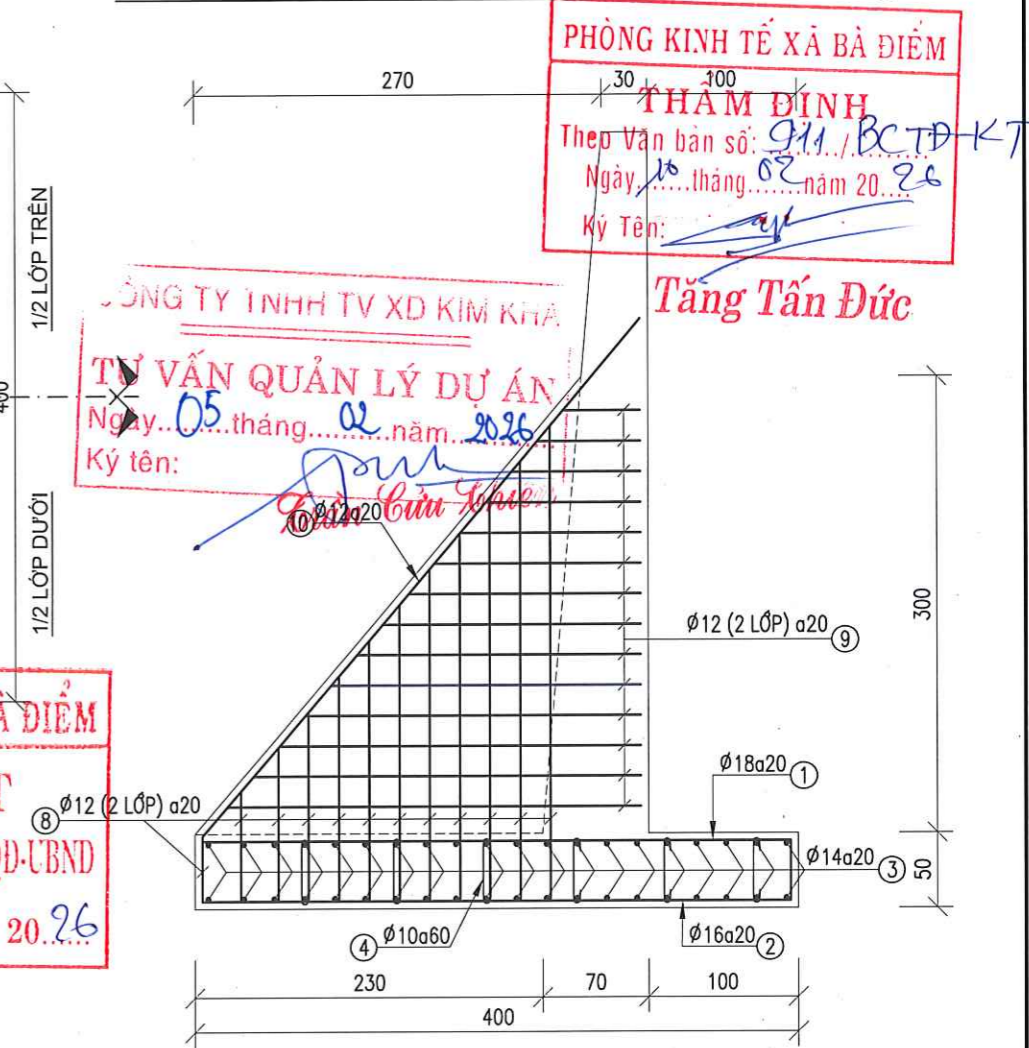 PHÒNG KINH TẾ XÃ BÀ ĐIỂM
THẨM ĐỊNH
Theo Văn bản số: 911/BCTĐ-KT
Ngày 10 tháng 02 năm 2026
Ký Tên:
Tăng Tấn Đức
270
30
100
1/2 LỚP TRÊN
400
1/2 LỚP DƯỚI
CÔNG TY TNHH TV XD KIM KHA
TƯ VẤN QUẢN LÝ DỰ ÁN
Ngày 05 tháng 02 năm 2026
Ký tên:
10 Ø12a20
300
Ø12 (2 LỚP) a20 9
À ĐIỂM
T
QĐ-UBND
20 26
8 Ø12 (2 LỚP) a20
Ø18a20 1
Ø14a20 3
50
4 Ø10a60
Ø16a20 2
230
70
100
400